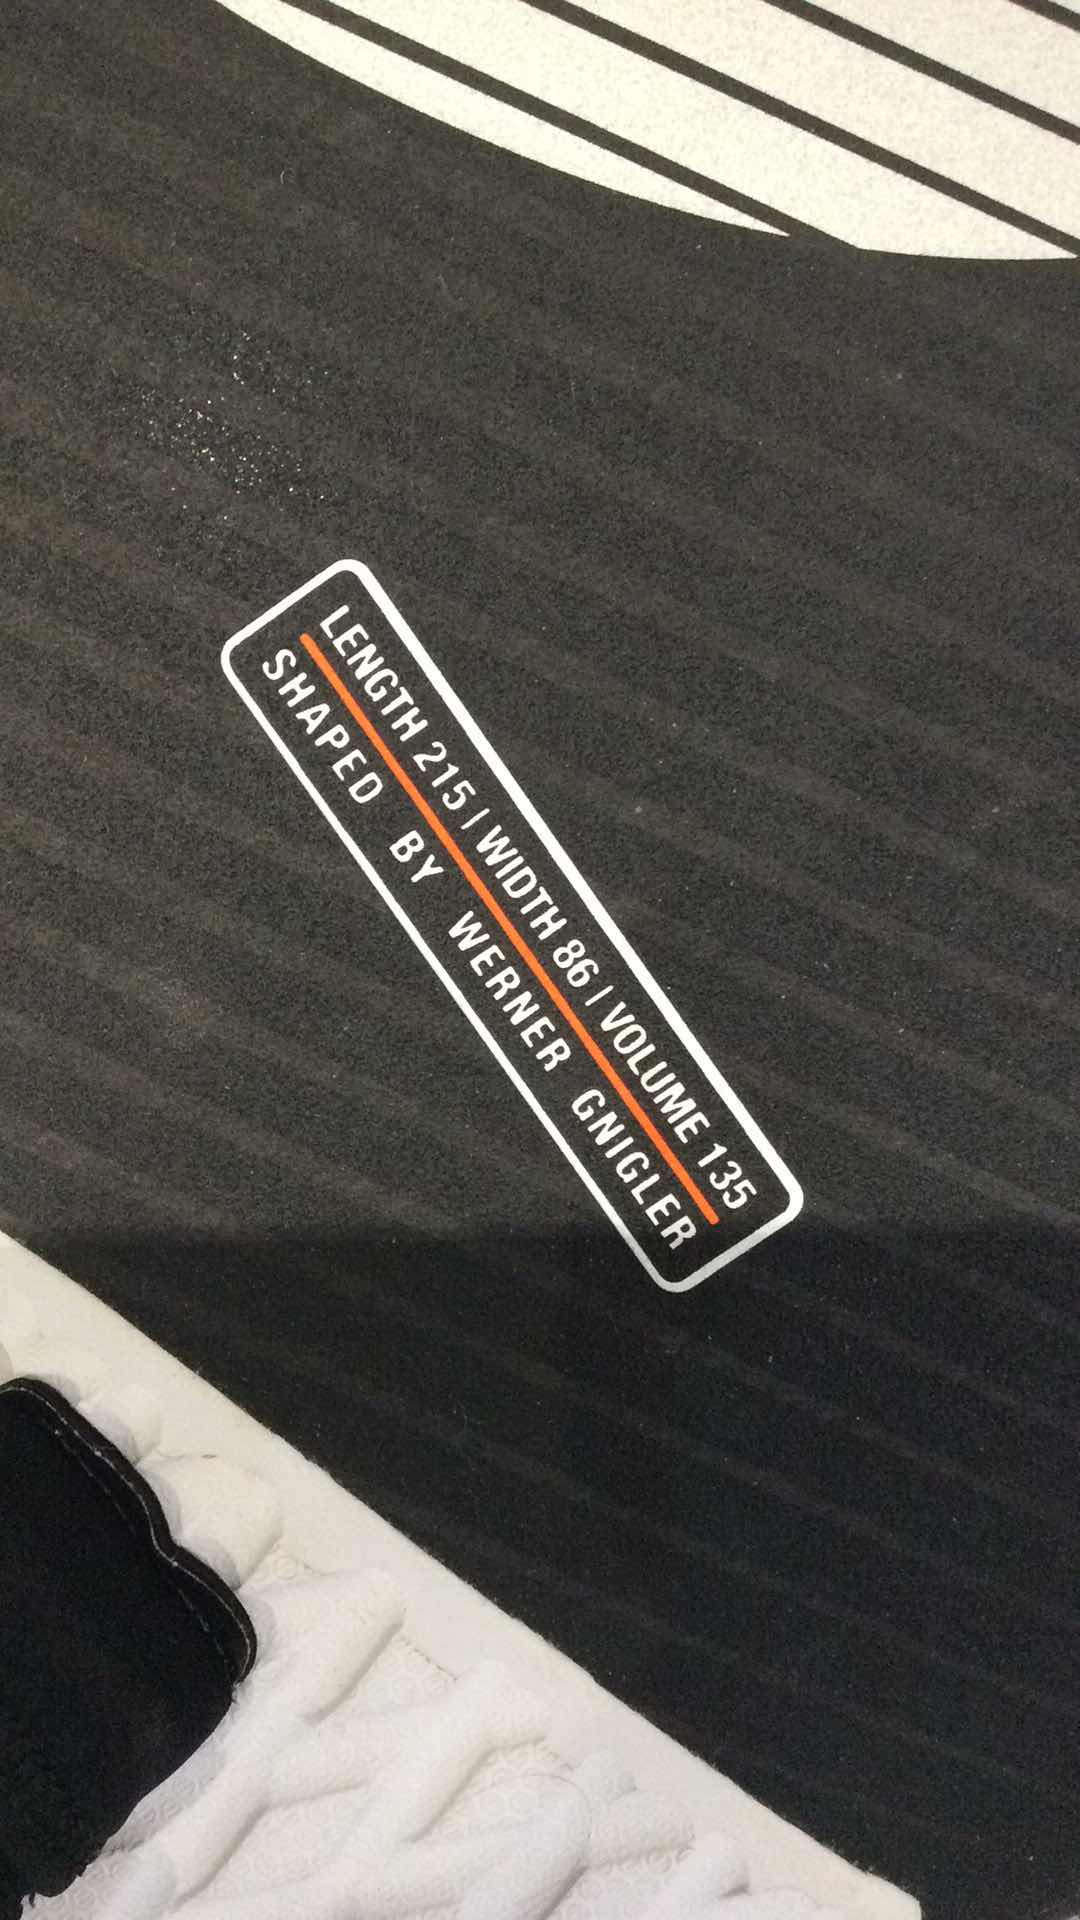 LENGTH 215 | WIDTH 86 | VOLUME 135
SHAPED BY WERNER GNIGLER